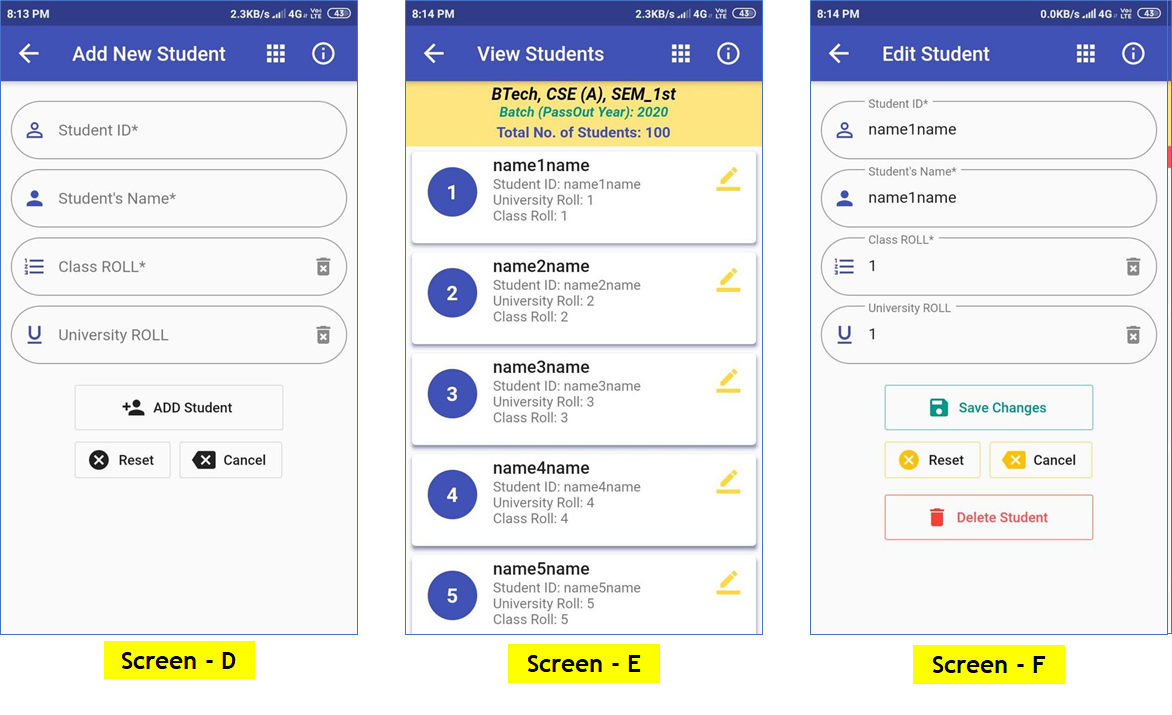 8:13 PM 2.3KB/s 4G VoLTE 43
Add New Student
Student ID*
Student's Name*
Class ROLL*
University ROLL
ADD Student
Reset Cancel
Screen - D
8:14 PM 2.3KB/s 4G VoLTE 43
View Students
BTech, CSE (A), SEM_1st
Batch (PassOut Year): 2020
Total No. of Students: 100
1
name1name
Student ID: name1name
University Roll: 1
Class Roll: 1
2
name2name
Student ID: name2name
University Roll: 2
Class Roll: 2
3
name3name
Student ID: name3name
University Roll: 3
Class Roll: 3
4
name4name
Student ID: name4name
University Roll: 4
Class Roll: 4
5
name5name
Student ID: name5name
University Roll: 5
Class Roll: 5
Screen - E
8:14 PM 0.0KB/s 4G VoLTE 43
Edit Student
Student ID*
name1name
Student's Name*
name1name
Class ROLL*
1
University ROLL
1
Save Changes
Reset Cancel
Delete Student
Screen - F